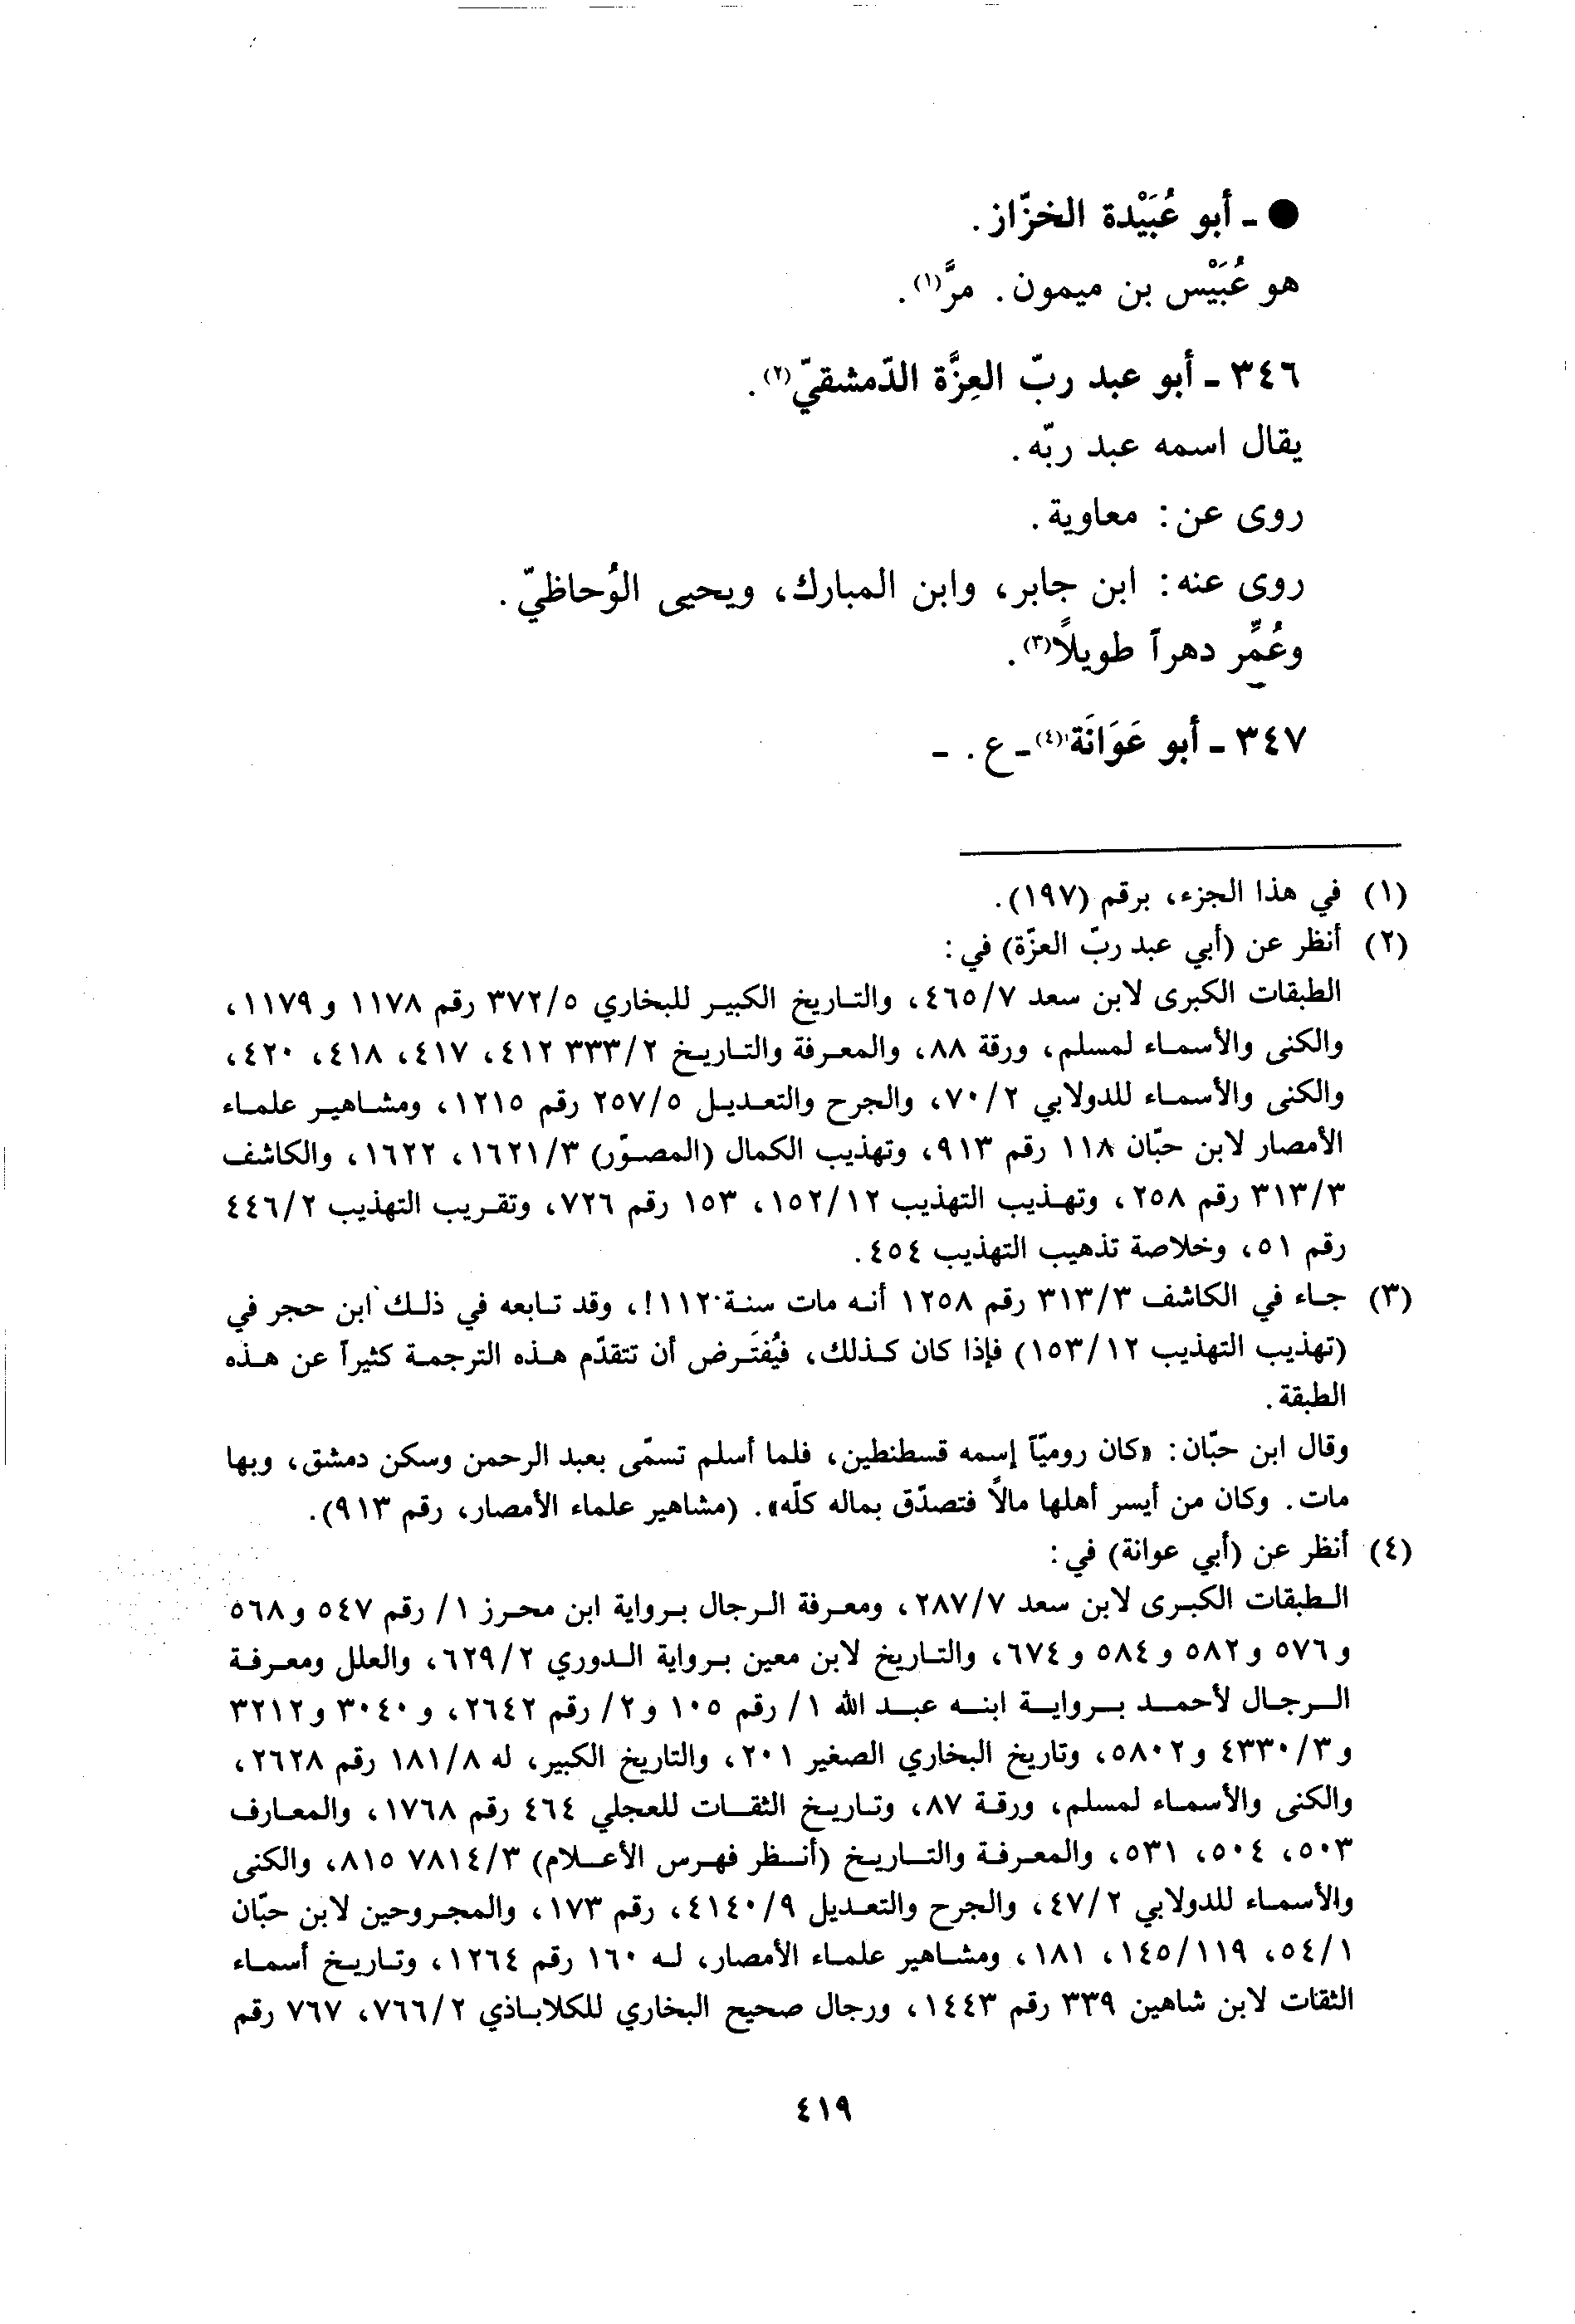 ● ـ أبو عُبَيْدة الخزّاز.
هو عُبَيْس بن ميمون. مرَّ(١).
٣٤٦ ـ أبو عبد ربّ العِزَّة الدّمشقيّ(٢).
يقال اسمه عبد ربّه.
روى عن: معاوية.
روى عنه: ابن جابر، وابن المبارك، ويحيى الوُحاظيّ.
وعُمِّر دهراً طويلاً(٣).
٣٤٧ ـ أبو عَوَانَة(٤) ـ ع. ـ
(١) في هذا الجزء، برقم (١٩٧).
(٢) أنظر عن (أبي عبد ربّ العزّة) في:
الطبقات الكبرى لابن سعد ٤٦٥/٧، والتاريخ الكبير للبخاري ٣٧٢/٥ رقم ١١٧٨ و ١١٧٩،
والكنى والأسماء لمسلم، ورقة ٨٨، والمعرفة والتاريخ ٣٣٣/٢ ٤١٢، ٤١٧، ٤١٨، ٤٢٠،
والكنى والأسماء للدولابي ٧٠/٢، والجرح والتعديل ٢٥٧/٥ رقم ١٢١٥، ومشاهير علماء
الأمصار لابن حبّان ١١٨ رقم ٩١٣، وتهذيب الكمال (المصوّر) ١٦٢١/٣، ١٦٢٢، والكاشف
٣١٣/٣ رقم ٢٥٨، وتهذيب التهذيب ١٥٢/١٢، ١٥٣ رقم ٧٢٦، وتقريب التهذيب ٤٤٦/٢
رقم ٥١، وخلاصة تذهيب التهذيب ٤٥٤.
(٣) جاء في الكاشف ٣١٣/٣ رقم ١٢٥٨ أنه مات سنة ١١٢!، وقد تابعه في ذلك ابن حجر في
(تهذيب التهذيب ١٥٣/١٢) فإذا كان كذلك، فيُفتَرض أن تتقدّم هذه الترجمة كثيراً عن هذه
الطبقة.
وقال ابن حبّان: «كان روميّاً إسمه قسطنطين، فلما أسلم تسمّى بعبد الرحمن وسكن دمشق، وبها
مات. وكان من أيسر أهلها مالاً فتصدّق بماله كلّه». (مشاهير علماء الأمصار، رقم ٩١٣).
(٤) أنظر عن (أبي عوانة) في:
الطبقات الكبرى لابن سعد ٢٨٧/٧، ومعرفة الرجال برواية ابن محرز ١/ رقم ٥٤٧ و ٥٦٨
و ٥٧٦ و ٥٨٢ و ٥٨٤ و ٦٧٤، والتاريخ لابن معين برواية الدوري ٦٢٩/٢، والعلل ومعرفة
الرجال لأحمد برواية ابنه عبد الله ١/ رقم ١٠٥ و ٢/ رقم ٢٦٤٢، و ٣٠٤٠ و ٣٢١٢
و ٤٣٣٠/٣ و ٥٨٠٢، وتاريخ البخاري الصغير ٢٠١، والتاريخ الكبير، له ١٨١/٨ رقم ٢٦٢٨،
والكنى والأسماء لمسلم، ورقة ٨٧، وتاريخ الثقات للعجلي ٤٦٤ رقم ١٧٦٨، والمعارف
٥٠٣، ٥٠٤، ٥٣١، والمعرفة والتاريخ (أنظر فهرس الأعلام) ٧٨١٤/٣ ٨١٥، والكنى
والأسماء للدولابي ٤٧/٢، والجرح والتعديل ٤١٤٠/٩، رقم ١٧٣، والمجروحين لابن حبّان
٥٤/١، ١٤٥/١١٩، ١٨١، ومشاهير علماء الأمصار، له ١٦٠ رقم ١٢٦٤، وتاريخ أسماء
الثقات لابن شاهين ٣٣٩ رقم ١٤٤٣، ورجال صحيح البخاري للكلاباذي ٧٦٦/٢، ٧٦٧ رقم
٤١٩